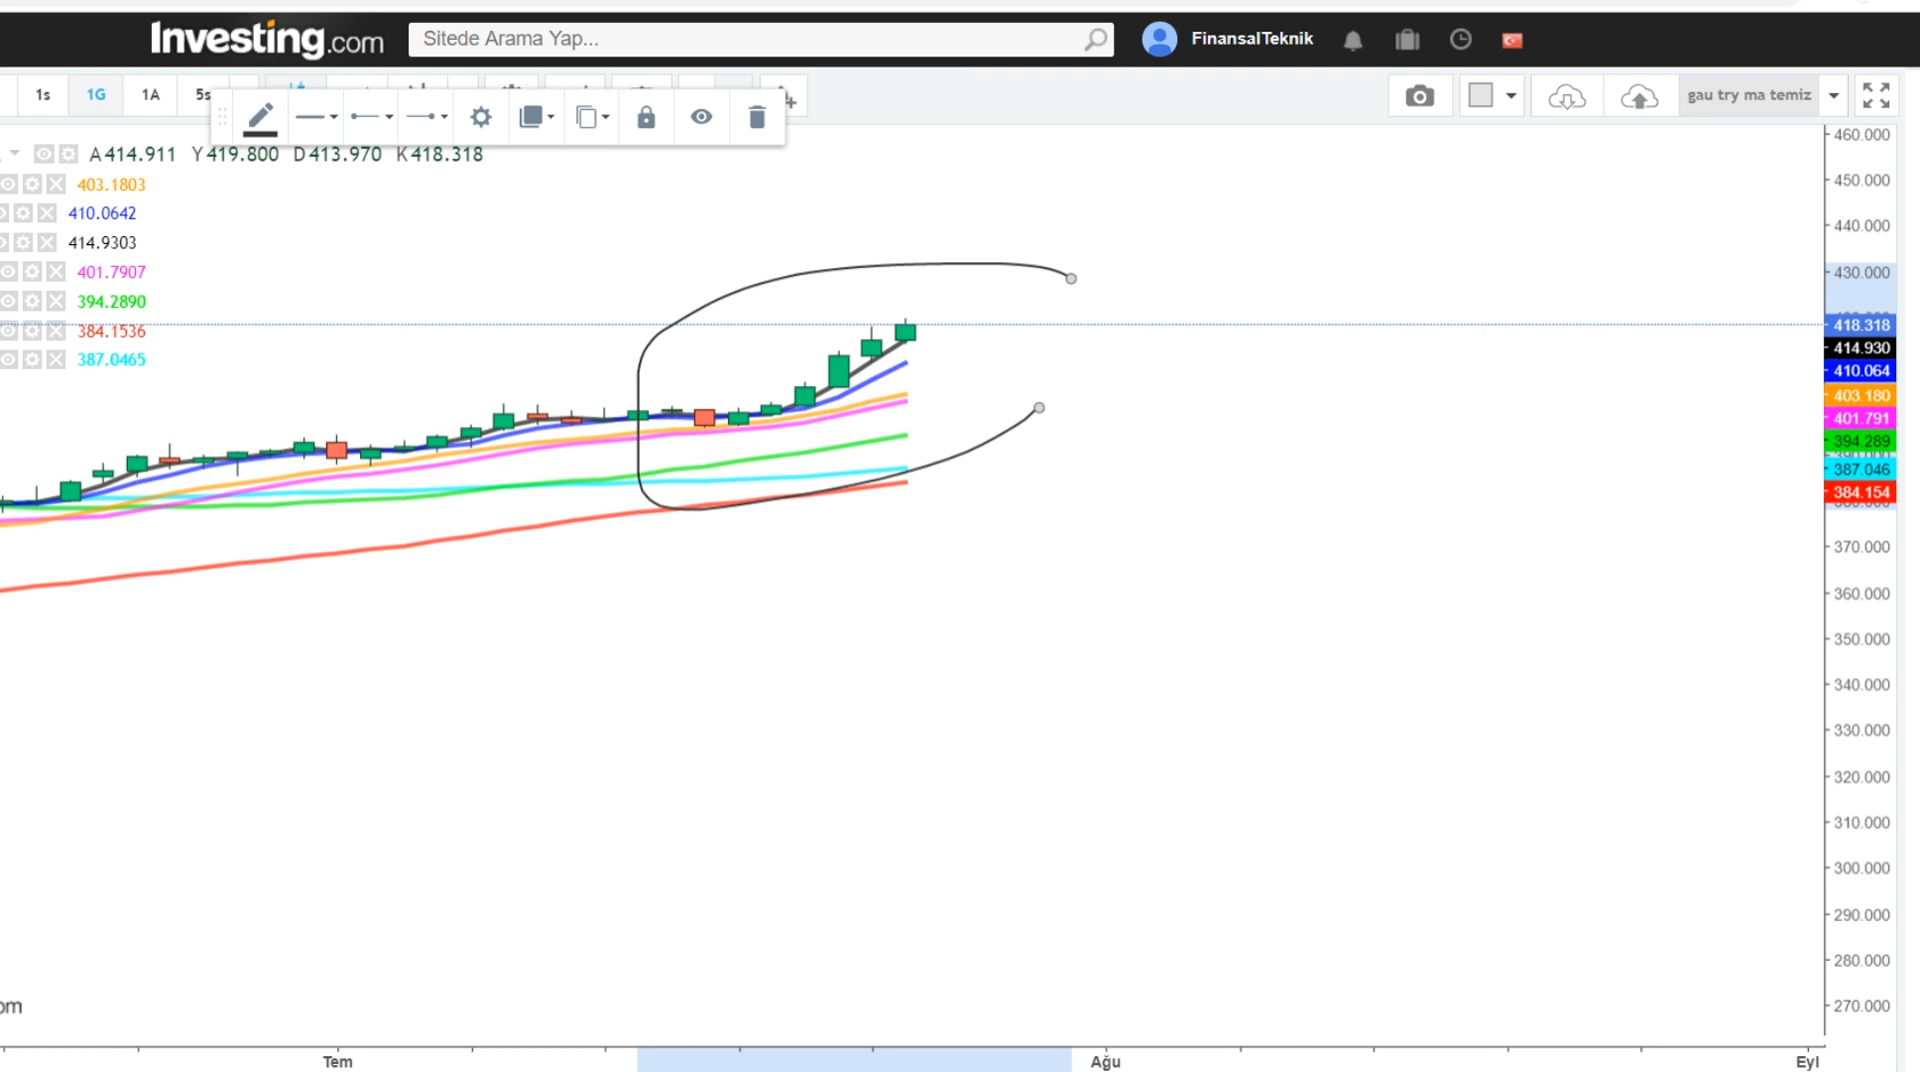 Investing.com
Sitede Arama Yap...
FinansalTeknik
1s
1G
1A
5s
gau try ma temiz
A414.911 Y419.800 D413.970 K418.318
403.1803
410.0642
414.9303
401.7907
394.2890
384.1536
387.0465
460.000
450.000
440.000
430.000
418.318
414.930
410.064
403.180
401.791
394.289
387.046
384.154
370.000
360.000
350.000
340.000
330.000
320.000
310.000
300.000
290.000
280.000
270.000
om
Tem
Ağu
Eyl